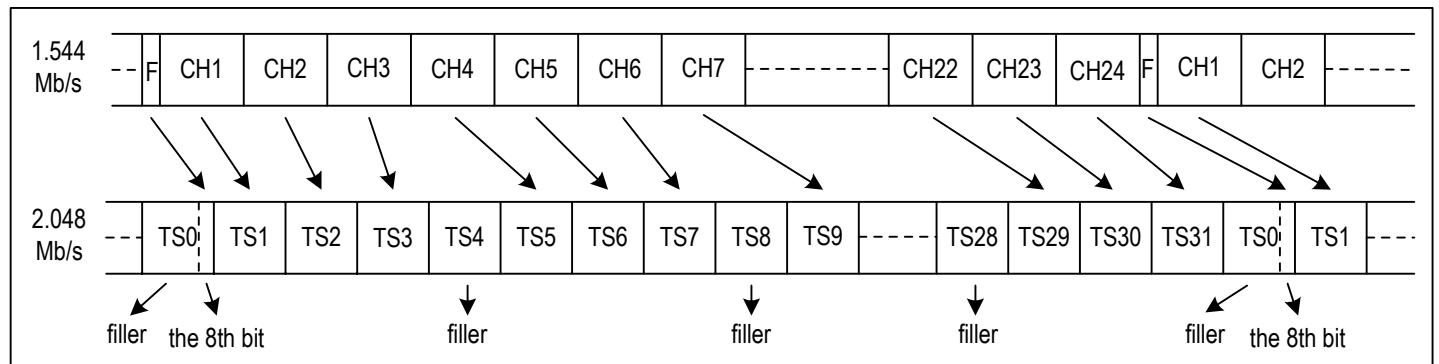 1.544
Mb/s
F CH1 CH2 CH3 CH4 CH5 CH6 CH7 CH22 CH23 CH24 F CH1 CH2
2.048
Mb/s
TS0 TS1 TS2 TS3 TS4 TS5 TS6 TS7 TS8 TS9 TS28 TS29 TS30 TS31 TS0 TS1
filler the 8th bit filler filler filler filler the 8th bit